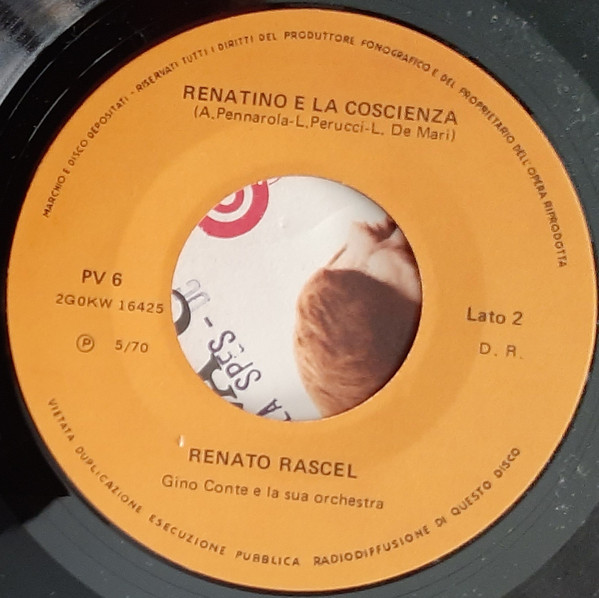 MARCHIO E DISCO DEPOSITATI - RISERVATI TUTTI I DIRITTI DEL PRODUTTORE FONOGRAFICO E DEL PROPRIETARIO DELL'OPERA RIPRODOTTA
RENATINO E LA COSCIENZA
(A.Pennarola-L.Perucci-L. De Mari)
PV 6
2G0KW 16425
Ⓟ 5/70
Lato 2
D. R.
LA SPES
RENATO RASCEL
Gino Conte e la sua orchestra
VIETATA DUPLICAZIONE ESECUZIONE PUBBLICA RADIODIFFUSIONE DI QUESTO DISCO